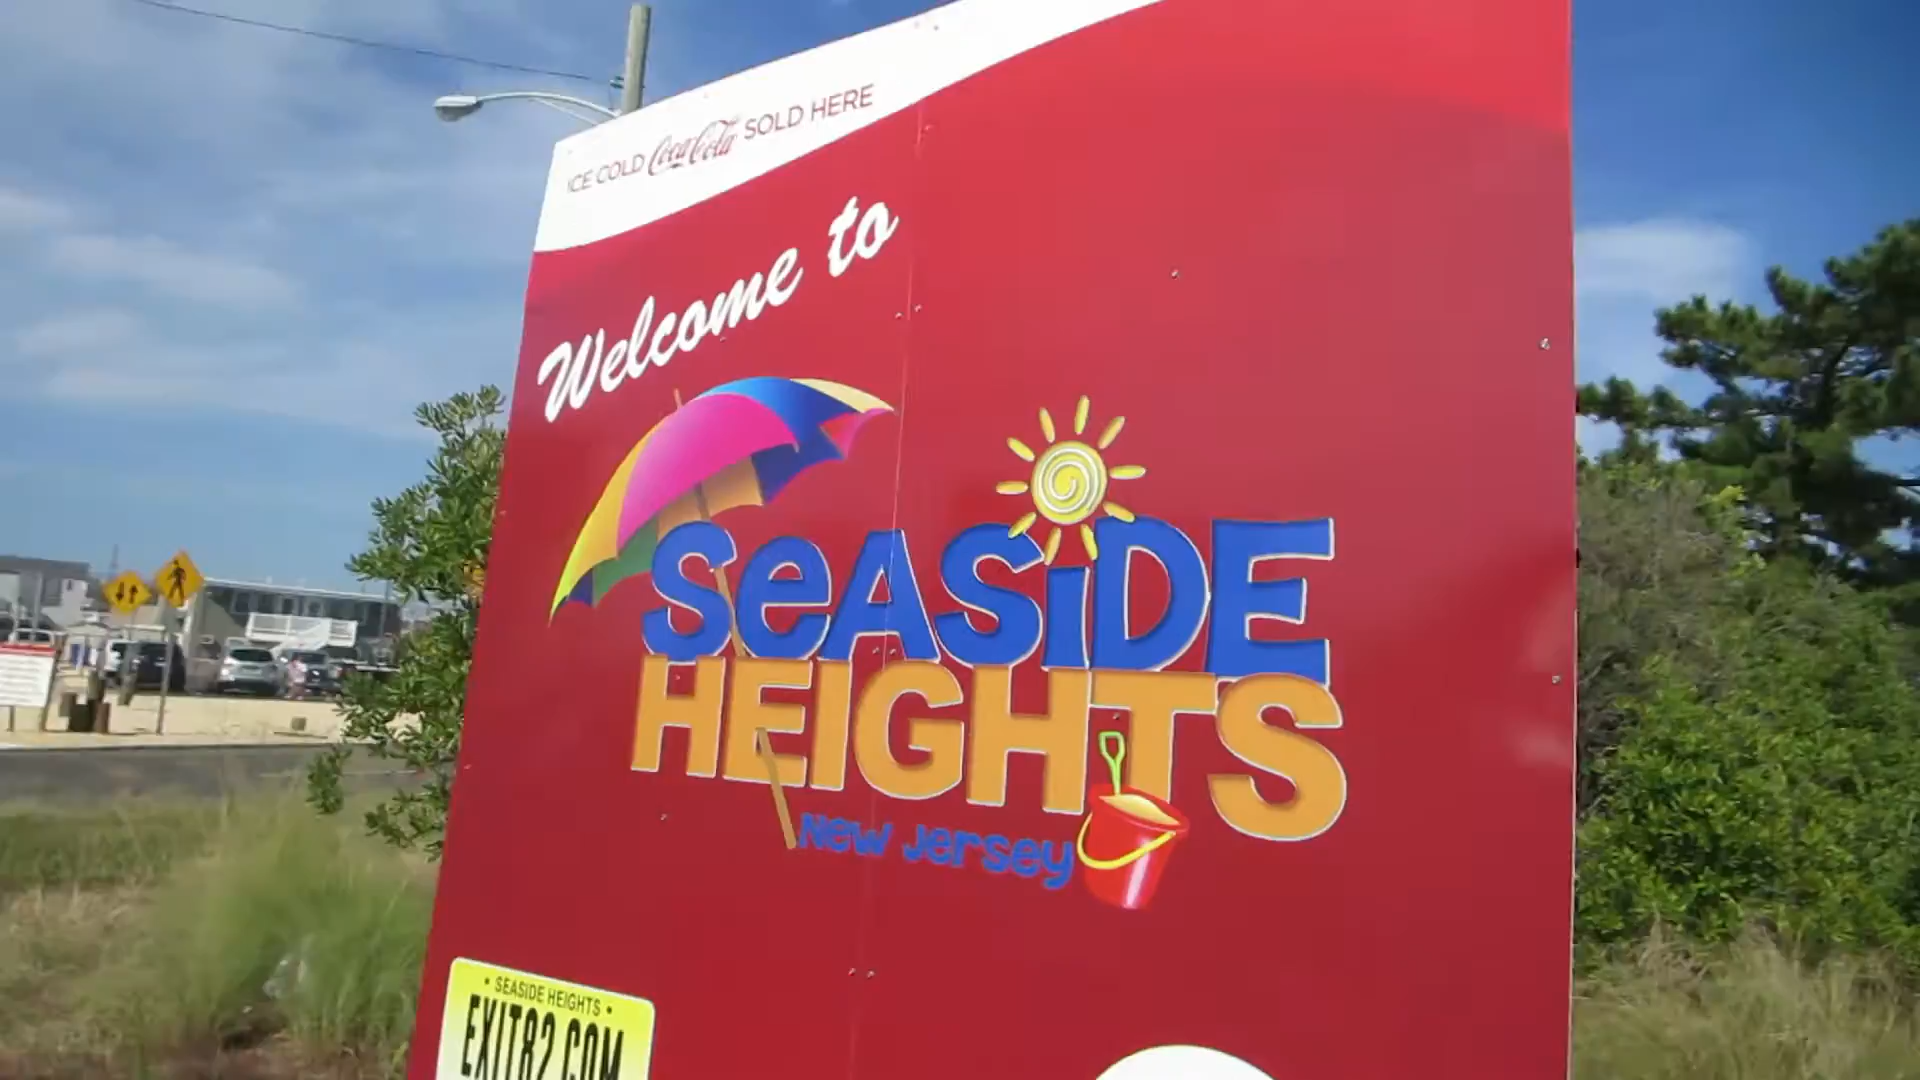 ICE COLD Coca-Cola SOLD HERE
Welcome to
SEASIDE
HEIGHTS
New Jersey
• SEASIDE HEIGHTS •
EXIT82.COM